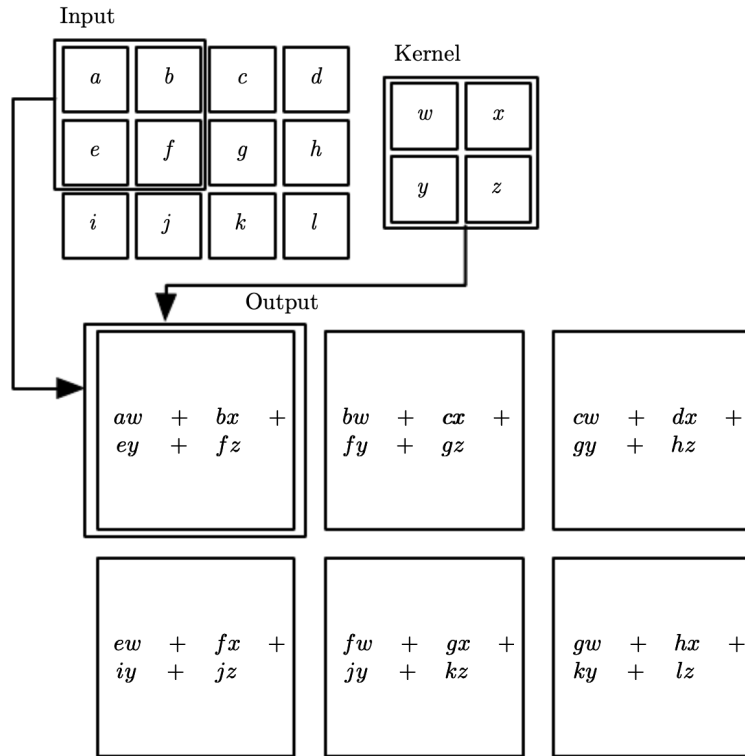 Input
a b c d
Kernel
e f g h
w x
i j k l
y z
Output
aw + bx +
ey + fz
bw + cx +
fy + gz
cw + dx +
gy + hz
ew + fx +
iy + jz
fw + gx +
jy + kz
gw + hx +
ky + lz